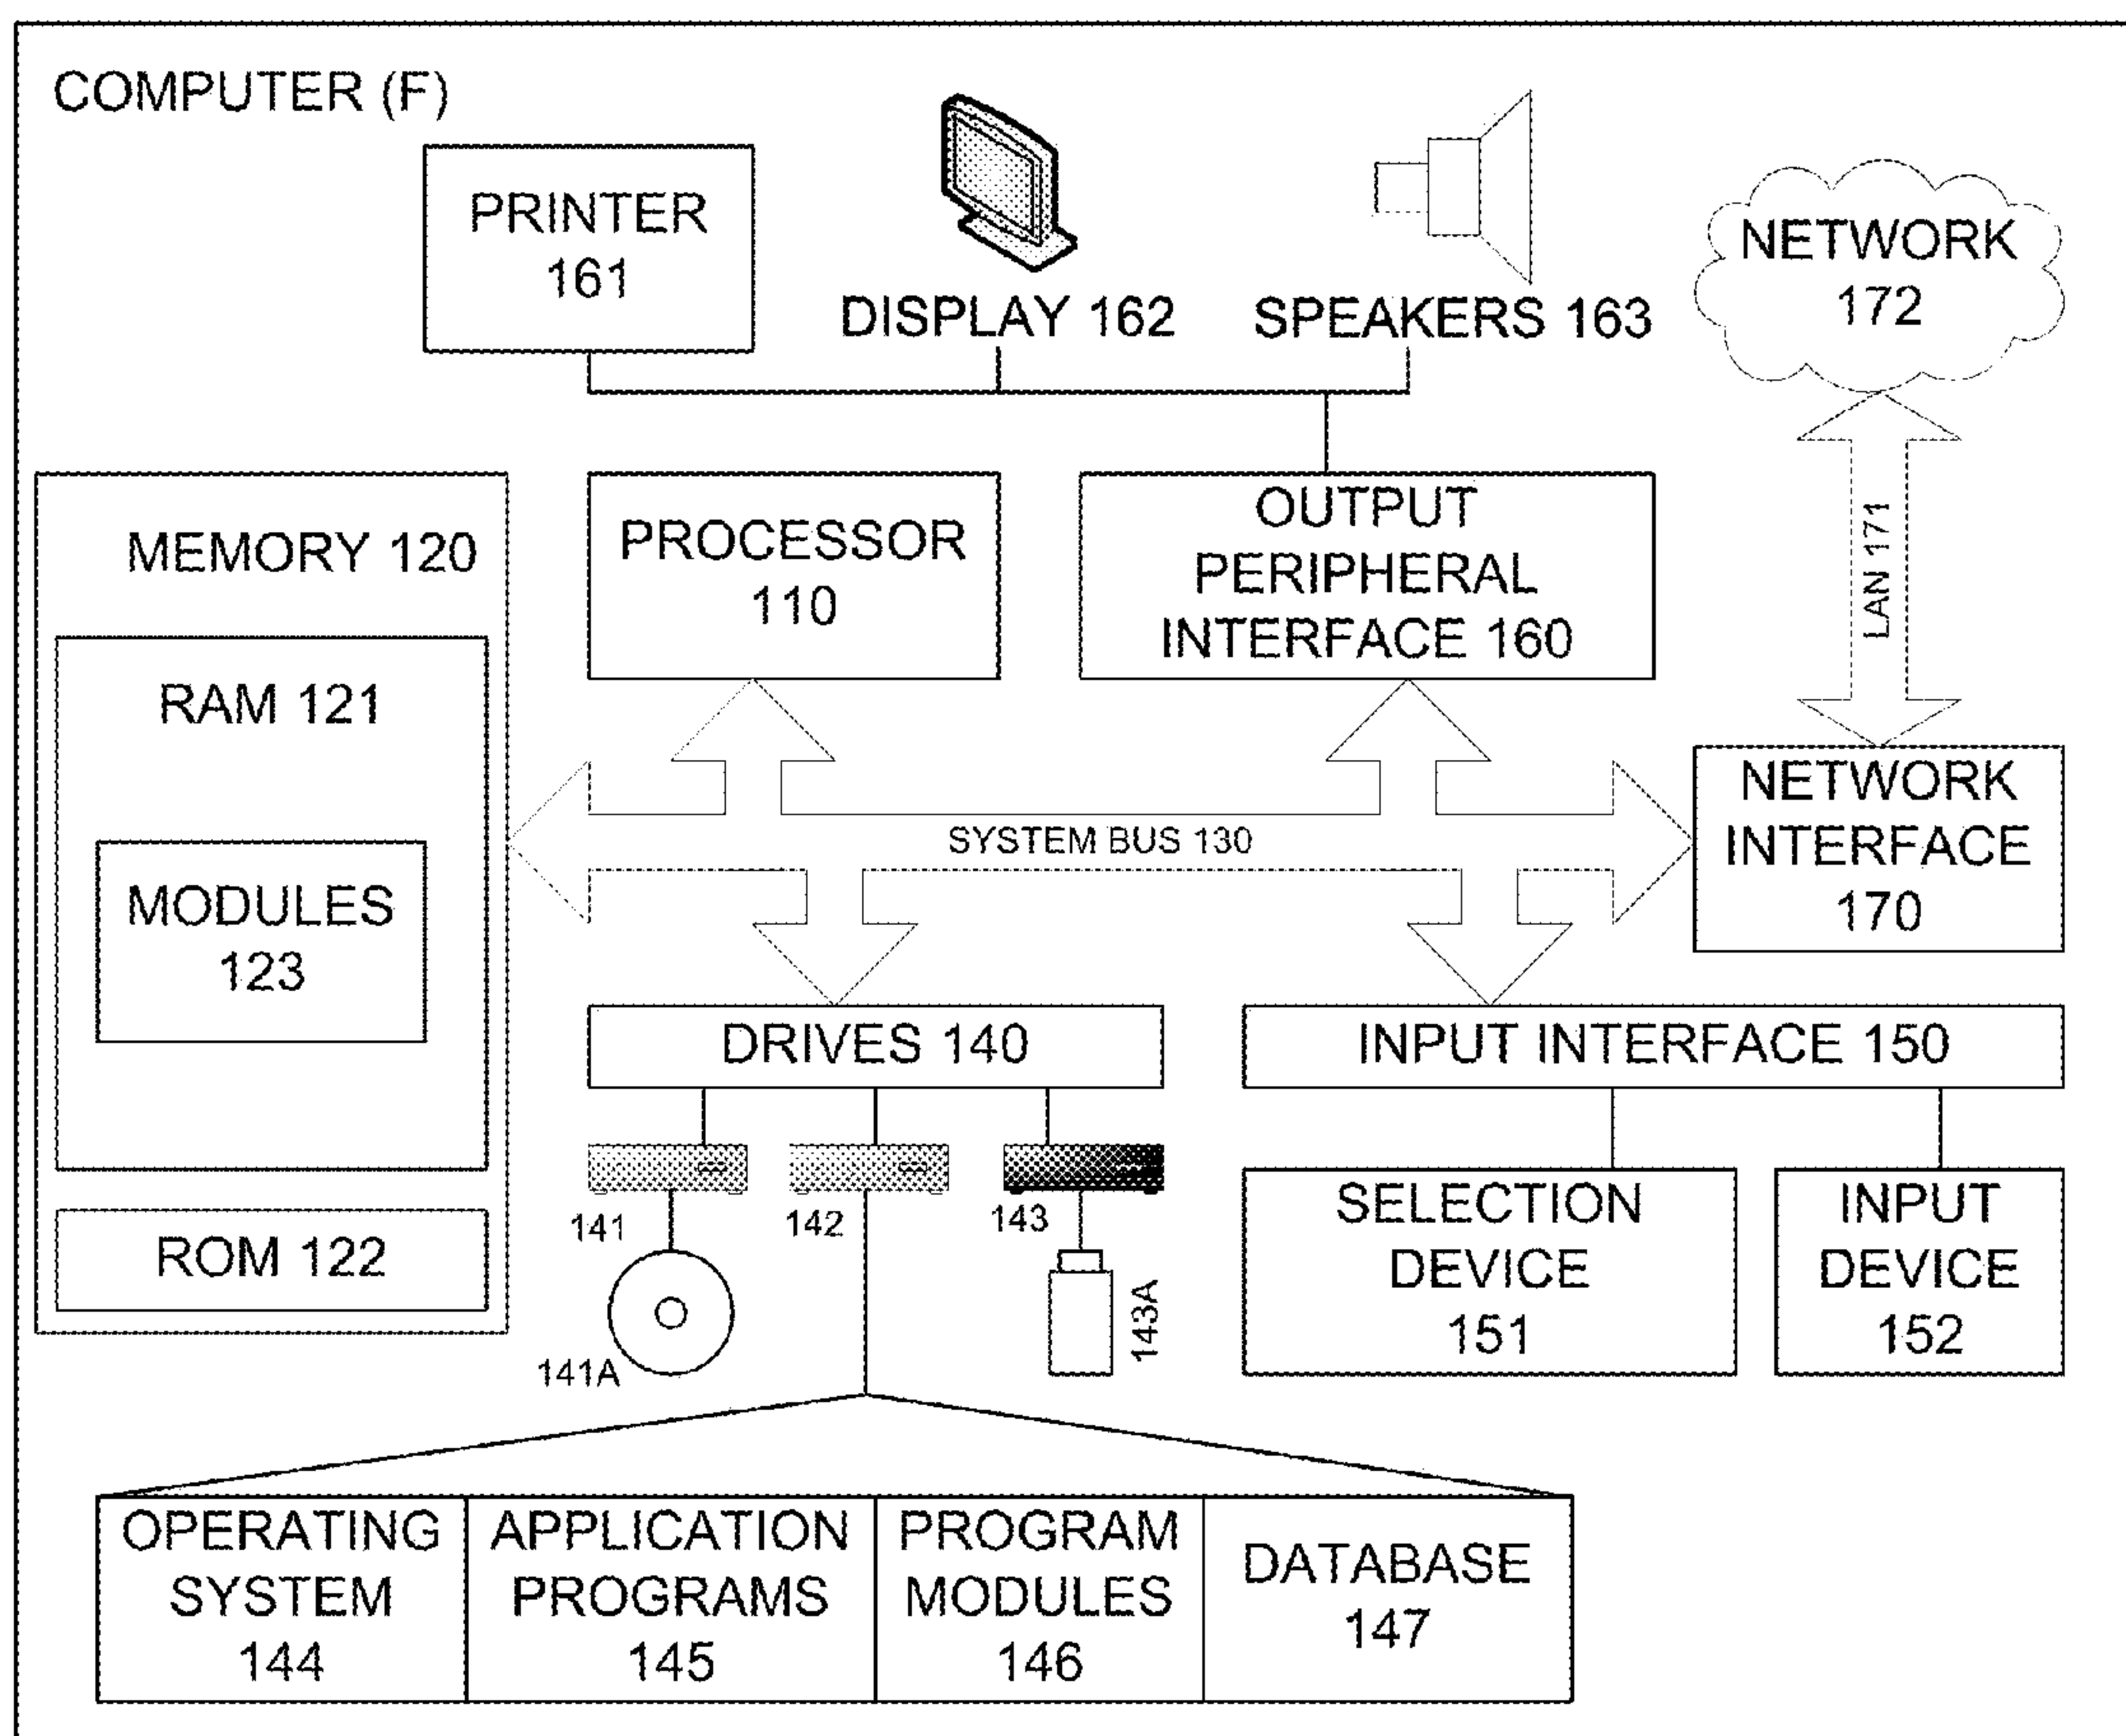 COMPUTER (F)
PRINTER
161
DISPLAY 162
SPEAKERS 163
NETWORK
172
MEMORY 120
PROCESSOR
110
OUTPUT
PERIPHERAL
INTERFACE 160
LAN 171
RAM 121
MODULES
123
SYSTEM BUS 130
NETWORK
INTERFACE
170
ROM 122
DRIVES 140
INPUT INTERFACE 150
141
142
143
141A
143A
SELECTION
DEVICE
151
INPUT
DEVICE
152
OPERATING
SYSTEM
144
APPLICATION
PROGRAMS
145
PROGRAM
MODULES
146
DATABASE
147